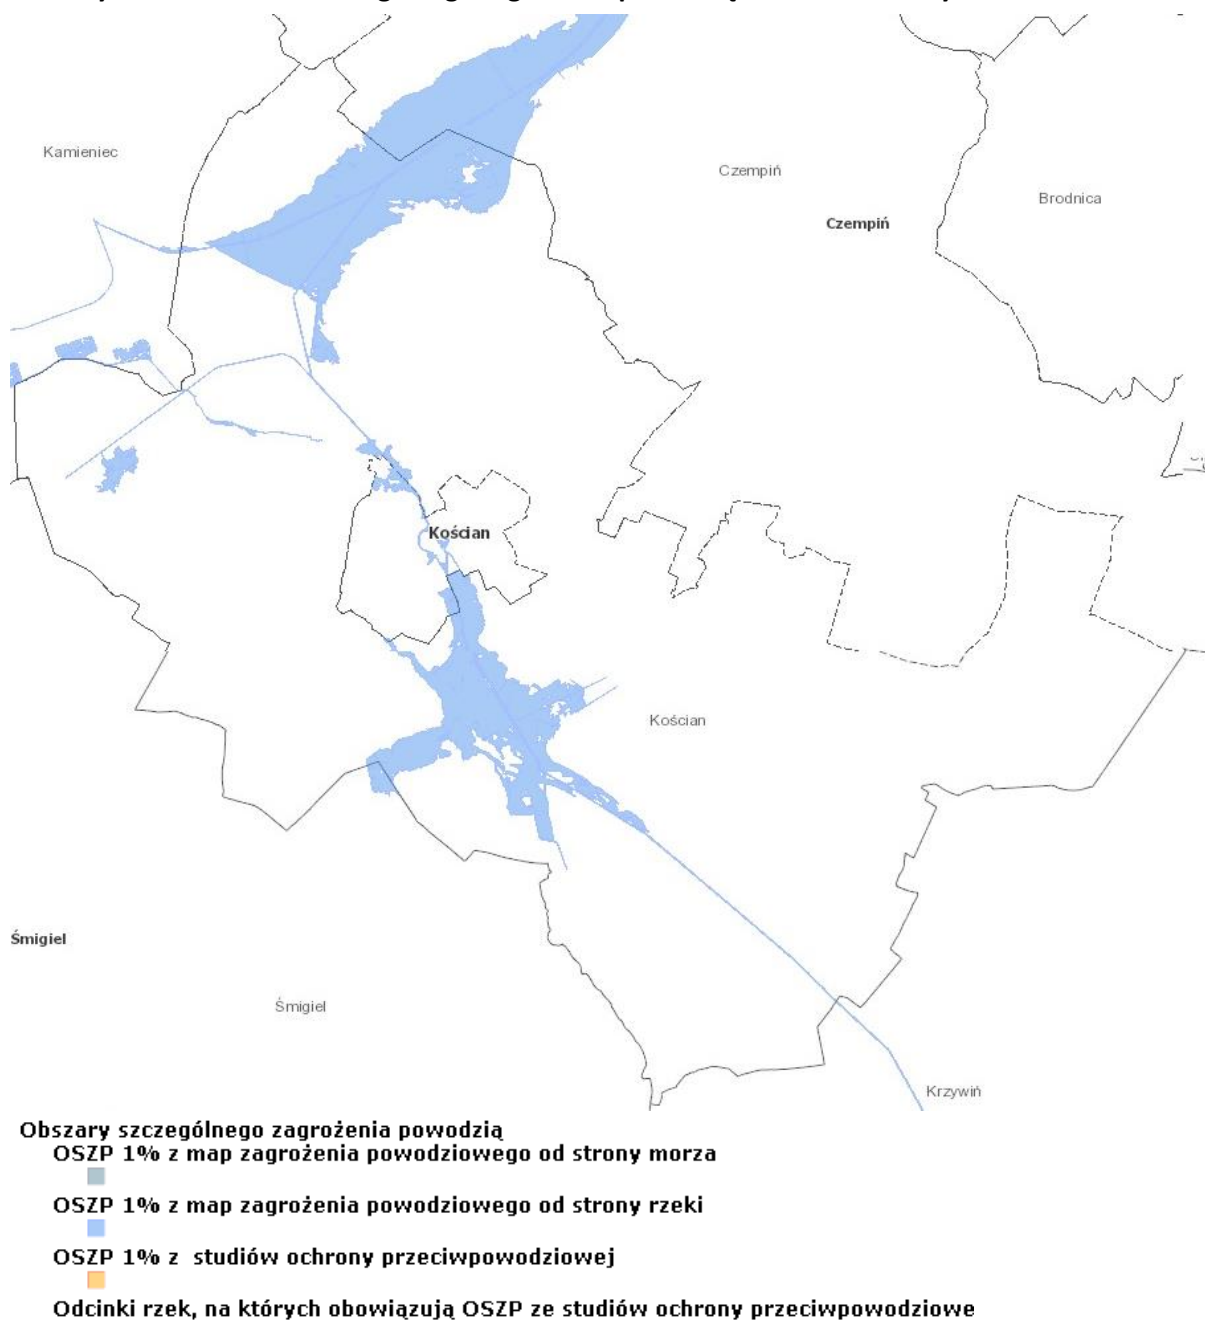 Kamieniec
Czempiń
Brodnica
Czempiń
Kościan
Kościan
Śmigiel
Śmigiel
Krzywiń
Obszary szczególnego zagrożenia powodzią
OSZP 1% z map zagrożenia powodziowego od strony morza
OSZP 1% z map zagrożenia powodziowego od strony rzeki
OSZP 1% z studiów ochrony przeciwpowodziowej
Odcinki rzek, na których obowiązują OSZP ze studiów ochrony przeciwpowodziowe